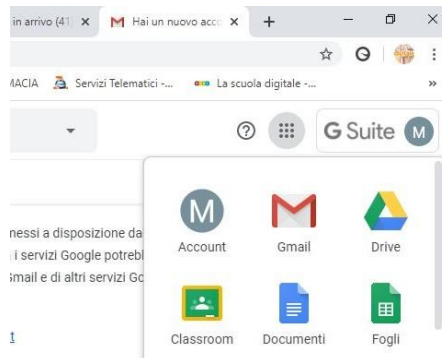 in arrivo (41)
Hai un nuovo acco
MACIA
Servizi Telematici -...
La scuola digitale -...
G Suite
M
nessi a disposizione da
i servizi Google potrebl
Gmail e di altri servizi Go
t
M
Account
Gmail
Drive
Classroom
Documenti
Fogli